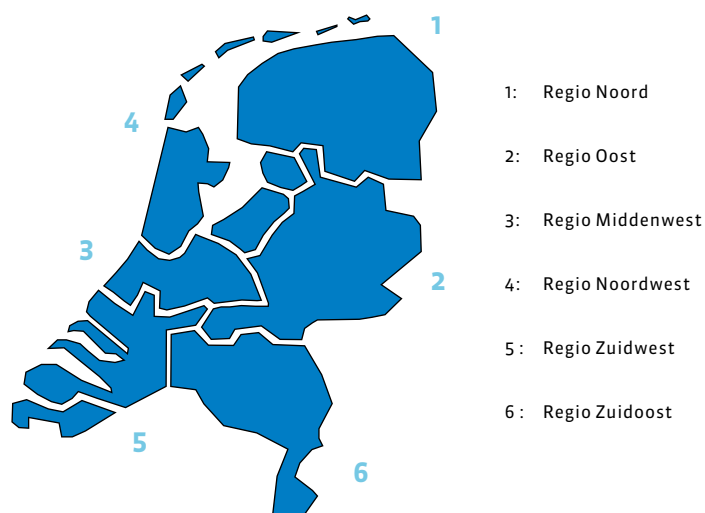 1
4
3
2
5
6
1: Regio Noord
2: Regio Oost
3: Regio Middenwest
4: Regio Noordwest
5: Regio Zuidwest
6: Regio Zuidoost